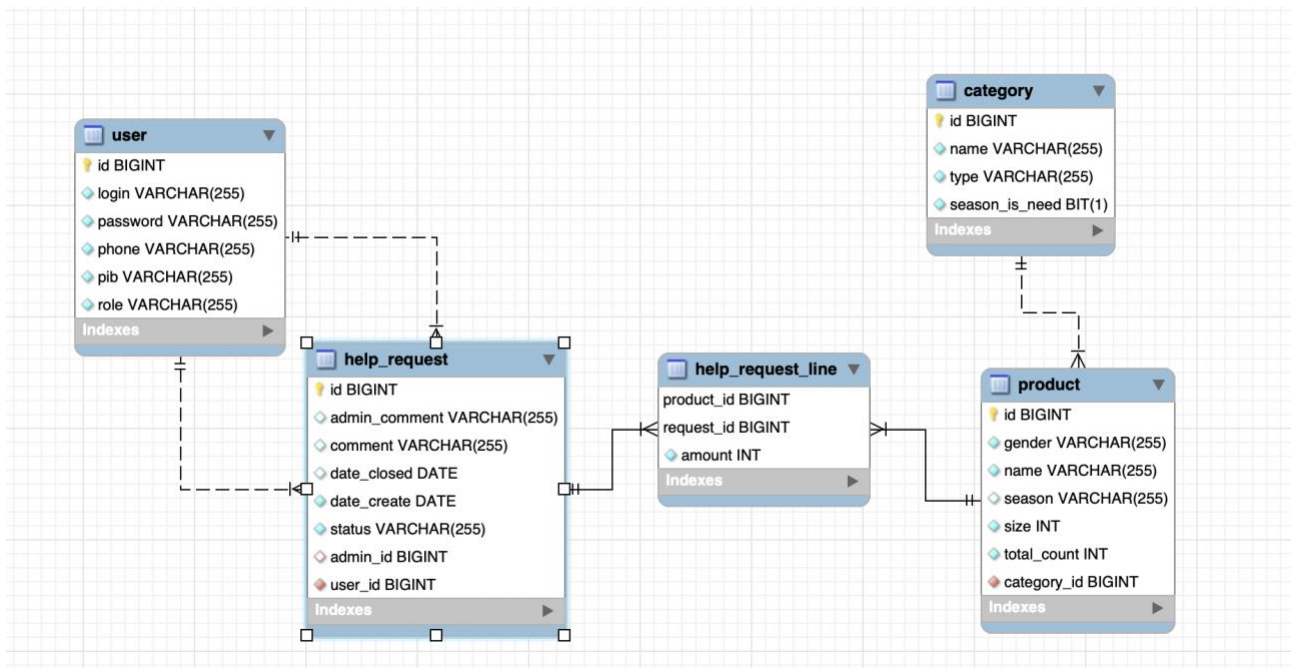 user
id BIGINT
login VARCHAR(255)
password VARCHAR(255)
phone VARCHAR(255)
pib VARCHAR(255)
role VARCHAR(255)
Indexes
help_request
id BIGINT
admin_comment VARCHAR(255)
comment VARCHAR(255)
date_closed DATE
date_create DATE
status VARCHAR(255)
admin_id BIGINT
user_id BIGINT
Indexes
help_request_line
product_id BIGINT
request_id BIGINT
amount INT
Indexes
category
id BIGINT
name VARCHAR(255)
type VARCHAR(255)
season_is_need BIT(1)
Indexes
product
id BIGINT
gender VARCHAR(255)
name VARCHAR(255)
season VARCHAR(255)
size INT
total_count INT
category_id BIGINT
Indexes